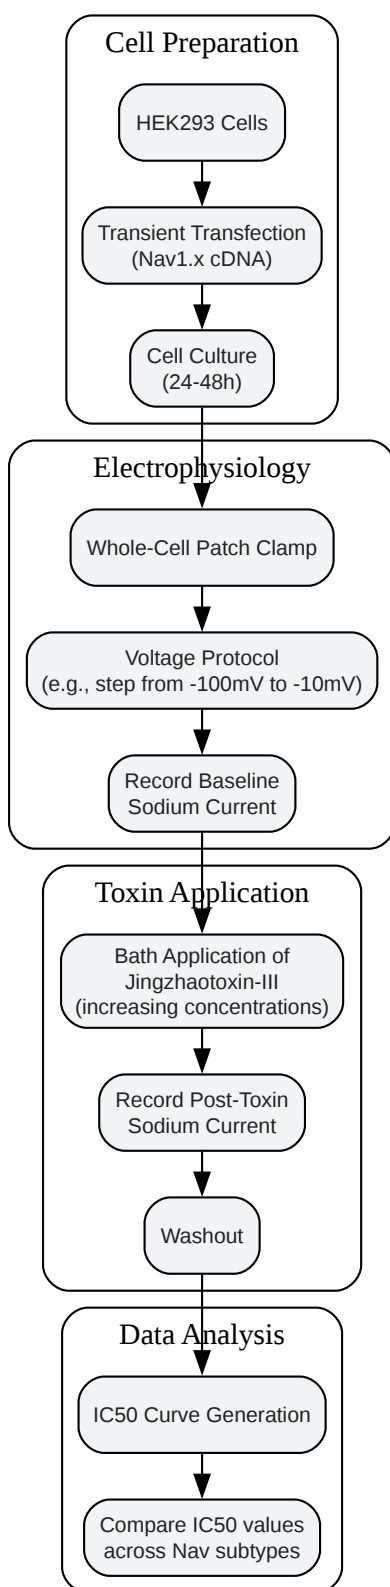 Cell Preparation
HEK293 Cells
Transient Transfection
(Nav1.x cDNA)
Cell Culture
(24-48h)
Electrophysiology
Whole-Cell Patch Clamp
Voltage Protocol
(e.g., step from -100mV to -10mV)
Record Baseline
Sodium Current
Toxin Application
Bath Application of
Jingzhaotoxin-III
(increasing concentrations)
Record Post-Toxin
Sodium Current
Washout
Data Analysis
IC50 Curve Generation
Compare IC50 values
across Nav subtypes